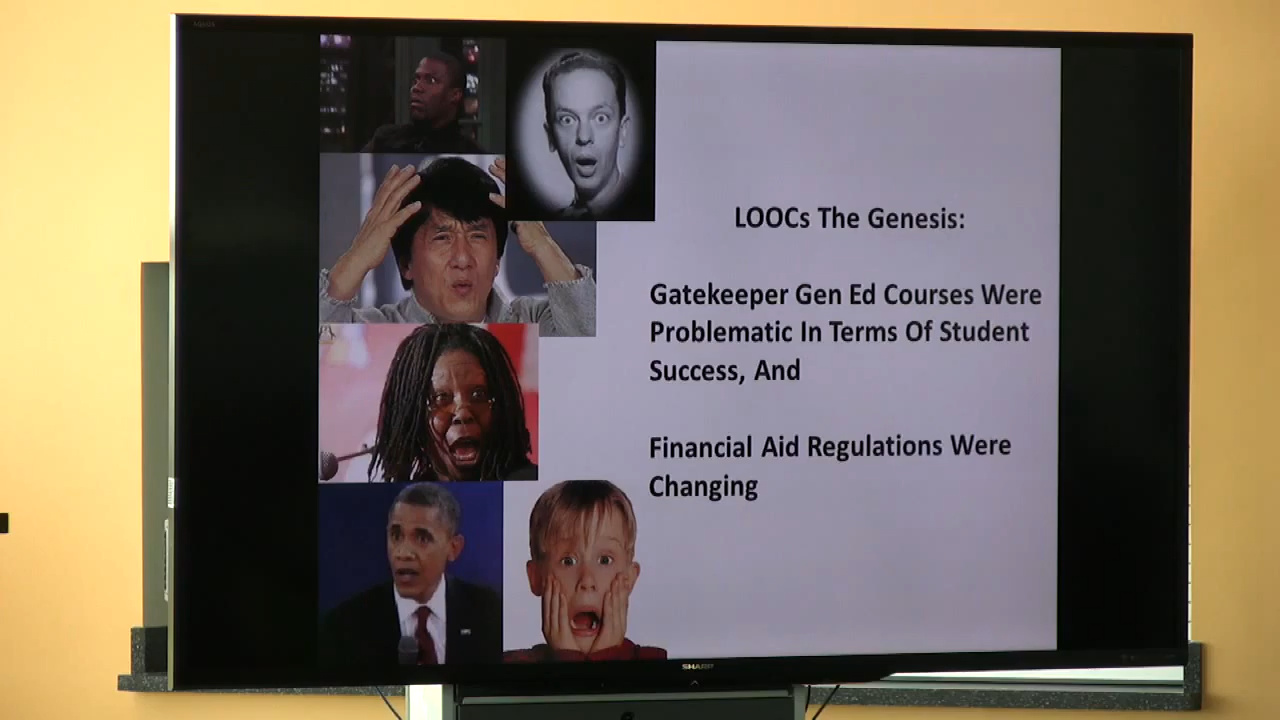 LOOCs The Genesis:
Gatekeeper Gen Ed Courses Were
Problematic In Terms Of Student
Success, And
Financial Aid Regulations Were
Changing
SHARP